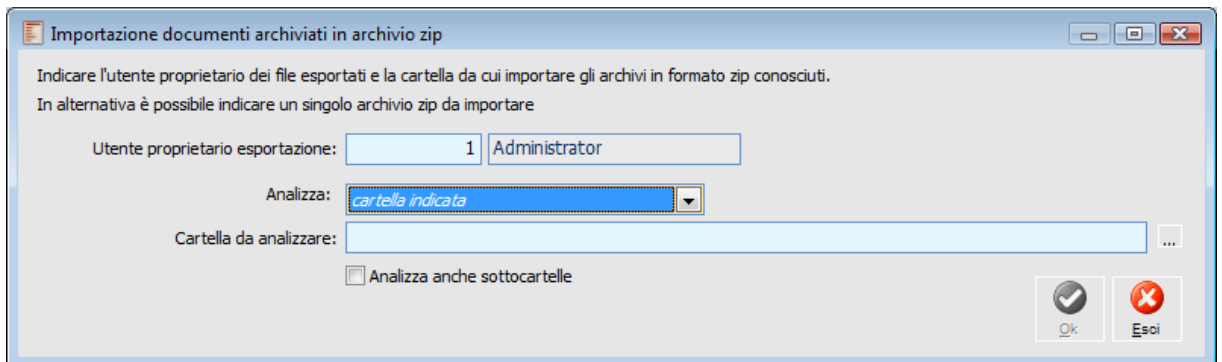 Importazione documenti archiviati in archivio zip
Indicare l'utente proprietario dei file esportati e la cartella da cui importare gli archivi in formato zip conosciuti.
In alternativa è possibile indicare un singolo archivio zip da importare
Utente proprietario esportazione: 1 Administrator
Analizza: cartella indicata
Cartella da analizzare: ...
Analizza anche sottocartelle
Ok Esci